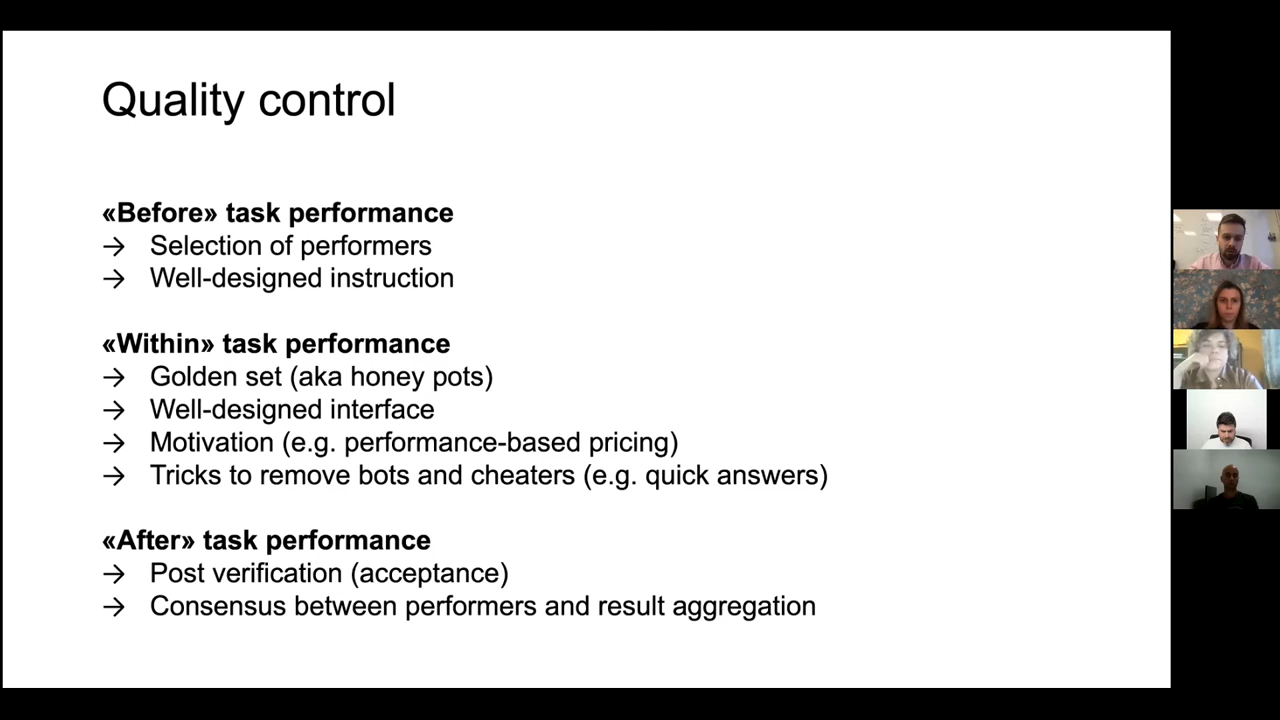 Quality control
«Before» task performance
→ Selection of performers
→ Well-designed instruction
«Within» task performance
→ Golden set (aka honey pots)
→ Well-designed interface
→ Motivation (e.g. performance-based pricing)
→ Tricks to remove bots and cheaters (e.g. quick answers)
«After» task performance
→ Post verification (acceptance)
→ Consensus between performers and result aggregation